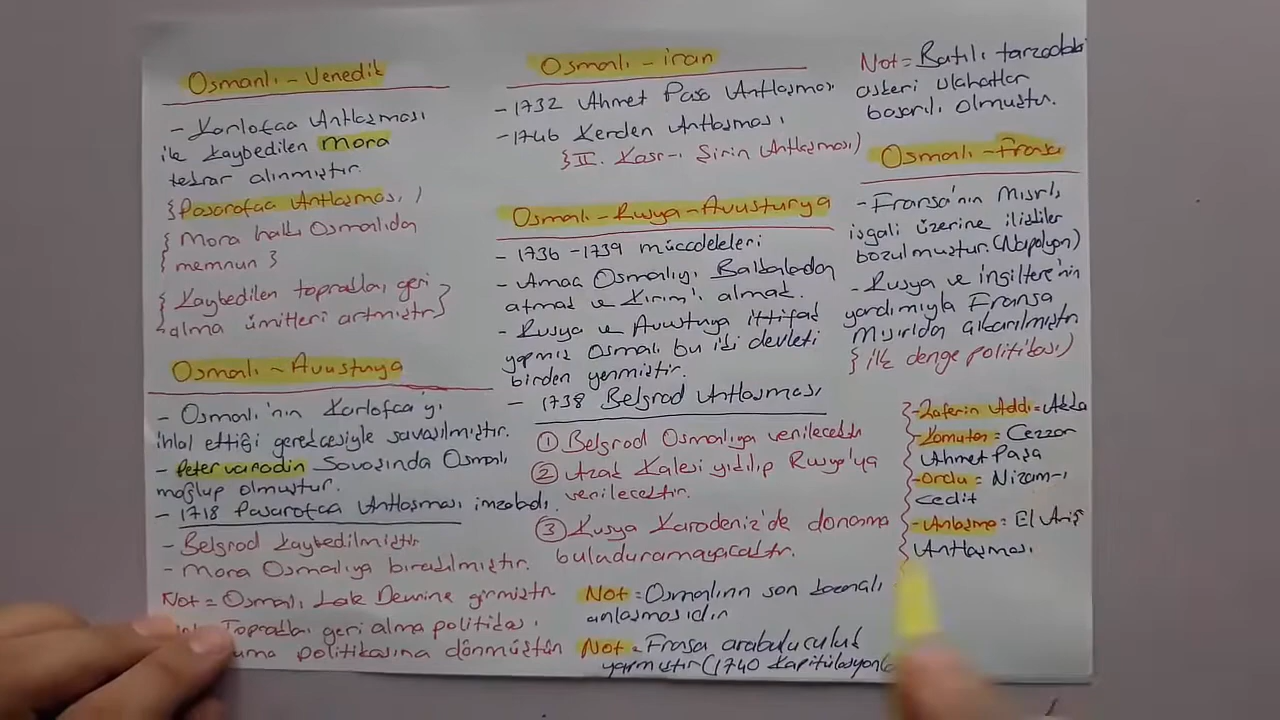 Osmanlı - Venedik
- Karlofça Antlaşması
ile kaybedilen Mora
tekrar alınmıştır.
{Pasarofça Antlaşması)
{Mora halkı Osmanlıdan
{memnun}
{Kaybedilen toprakları geri
alma ümitleri artmıştır}
Osmanlı - Avusturya
- Osmanlı'nın Karlofça'yı
ihlal ettiği gerekçesiyle savaşılmıştır.
- Petervaradin Savaşında Osmanlı
mağlup olmuştur.
- 1718 Pasarofça Antlaşması imzaladı.
- Belgrad kaybedilmiştir
- Mora Osmanlıya bırakılmıştır.
Not = Osmanlı Lale Devrine girmiştir
Toprakları geri alma politikası
politikasına dönmüştür
Osmanlı - İran
- 1732 Ahmet Paşa Antlaşması
- 1746 Kerden Antlaşması
{II. Kasr-ı Şirin Antlaşması)
Osmanlı - Rusya - Avusturya
- 1736 - 1739 mücadeleleri
- Amaç Osmanlıyı Balkanlardan
atmak ve Kırım'ı almak.
- Rusya ve Avusturya ittifak
yapmış Osmanlı bu iki devleti
birden yenmiştir.
- 1738 Belgrad Antlaşması
① Belgrad Osmanlıya verilecektir
② Azak Kalesi yıkılıp Rusya'ya
verilecektir.
③ Rusya Karadeniz'de donanma
bulunduramayacaktır.
Not = Osmanlının son kazançlı
anlaşmasıdır
Not = Fransa arabuluculuk
yapmıştır (1740 Kapitülasyonları
Not = Batılı tarzdaki
askeri ıslahatlar
başarılı olmuştur.
Osmanlı - Fransa
- Fransa'nın Mısır'ı
işgali üzerine ilişkiler
bozulmuştur. (Napolyon)
- Rusya ve İngiltere'nin
yardımıyla Fransa
Mısırdan çıkarılmıştır
{ilk denge politikası)
- Zaferin Adı = Akka
- Komutan = Cezzar
Ahmet Paşa
- Ordu = Nizam-ı
Cedit
- Anlaşma = El Ariş
Antlaşması